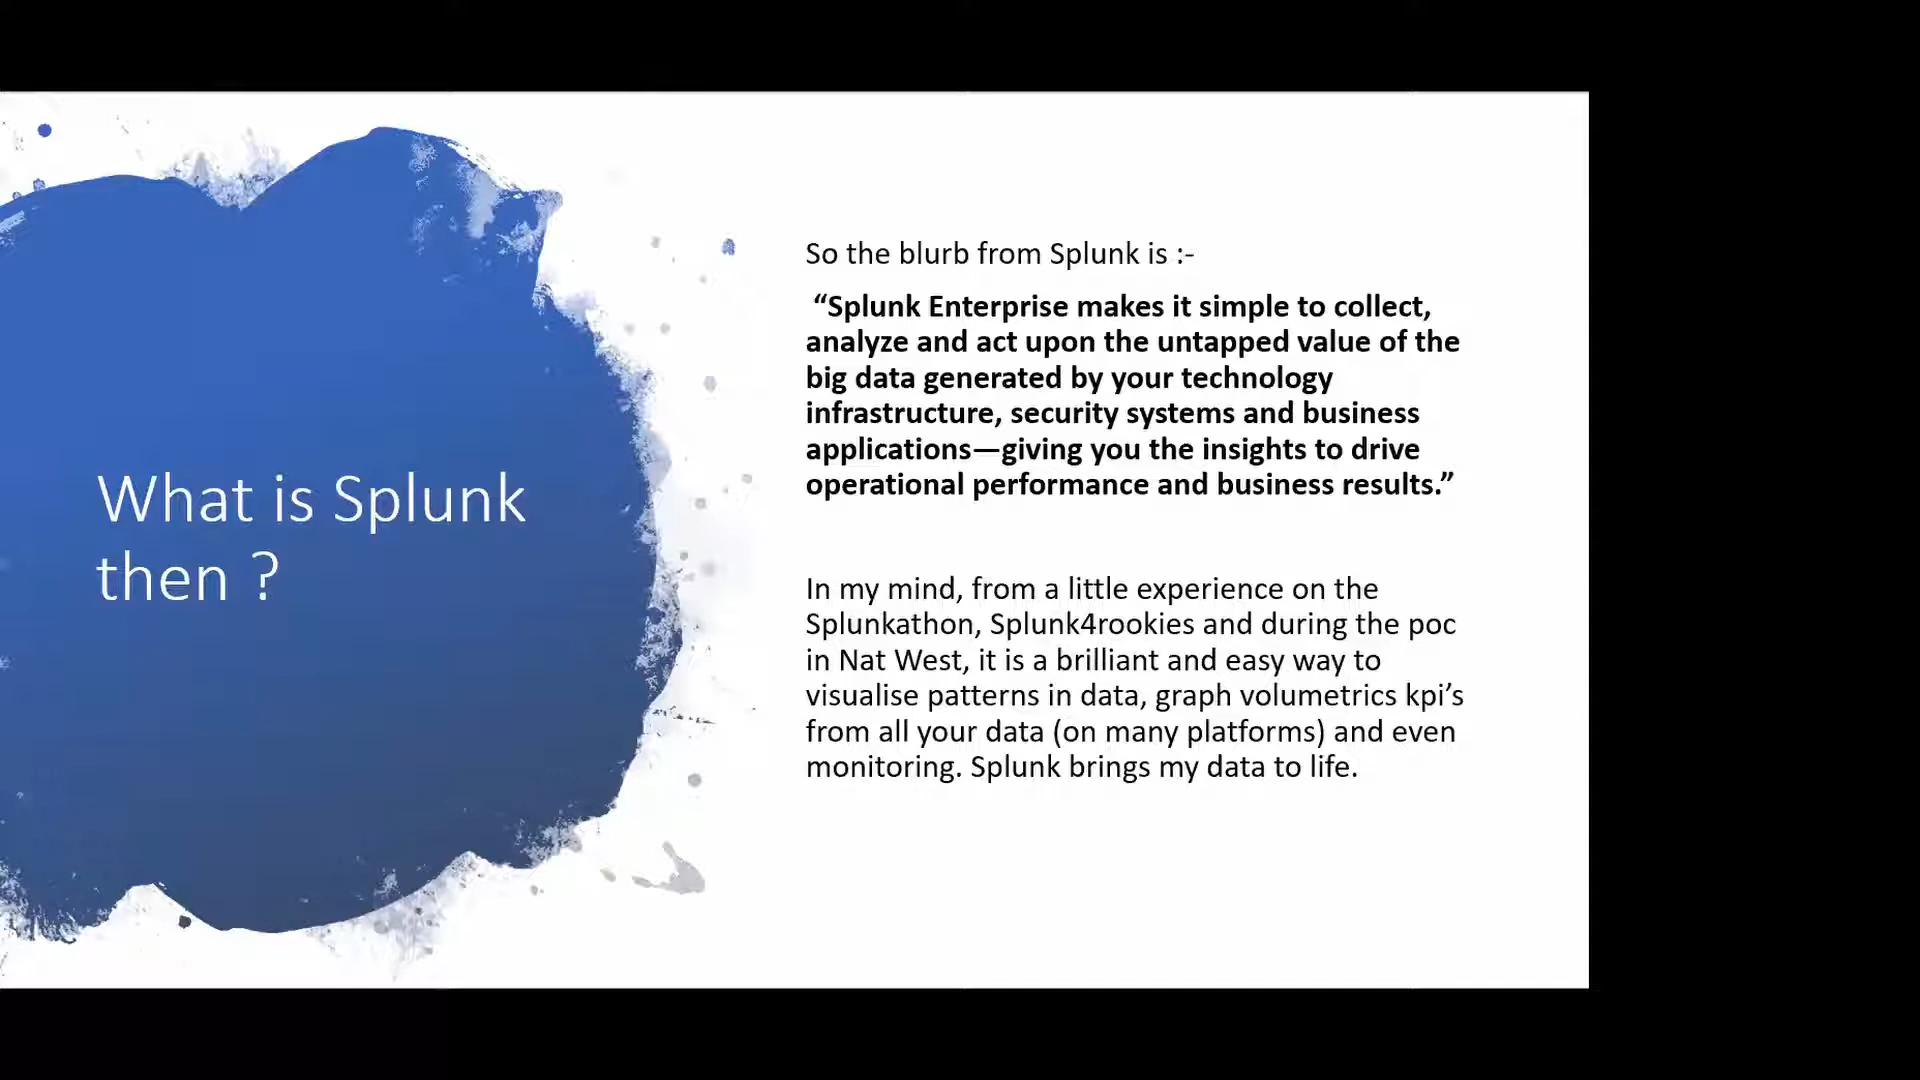 What is Splunk
then ?
So the blurb from Splunk is :-
“Splunk Enterprise makes it simple to collect,
analyze and act upon the untapped value of the
big data generated by your technology
infrastructure, security systems and business
applications—giving you the insights to drive
operational performance and business results.”
In my mind, from a little experience on the
Splunkathon, Splunk4rookies and during the poc
in Nat West, it is a brilliant and easy way to
visualise patterns in data, graph volumetrics kpi’s
from all your data (on many platforms) and even
monitoring. Splunk brings my data to life.